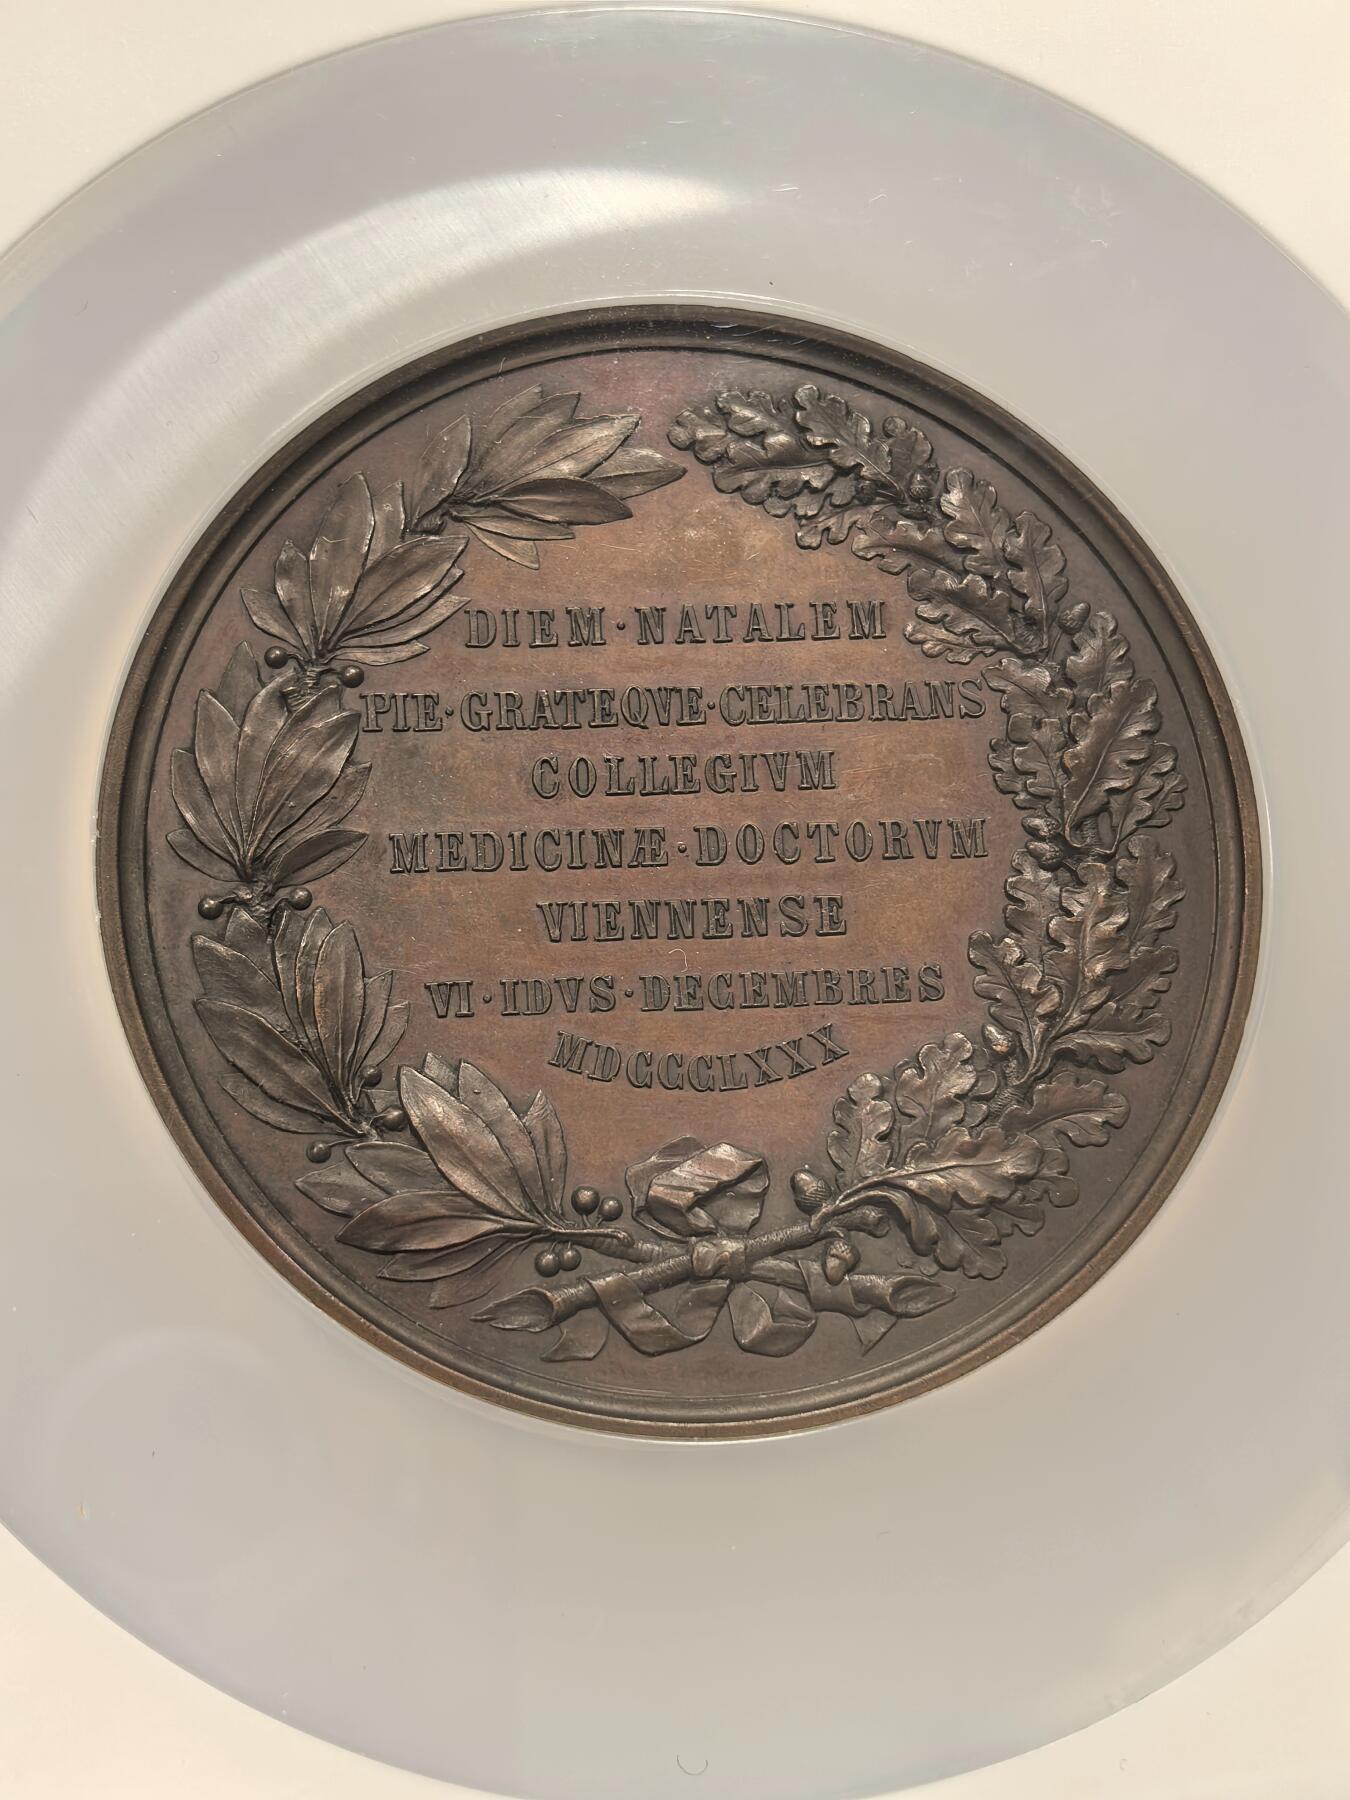 DIEM·NATALEM
PIE·GRATEQVE·CELEBRANS
COLLEGIVM
MEDICINÆ·DOCTORVM
VIENNENSE
VI·IDVS·DECEMBRES
MDCCCLXXX